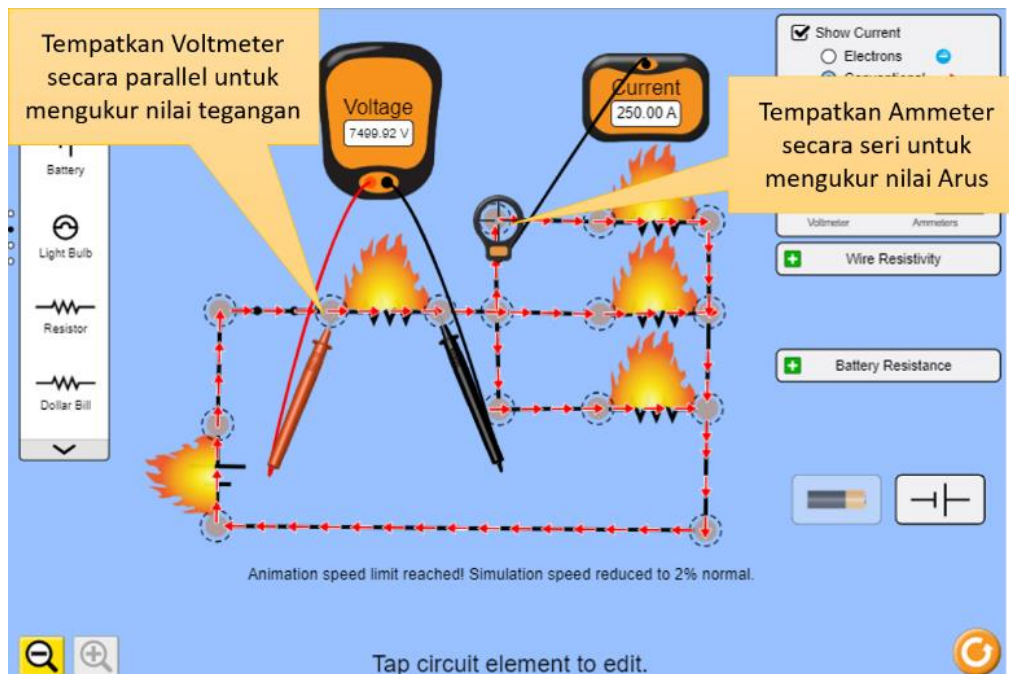 Tempatkan Voltmeter
secara parallel untuk
mengukur nilai tegangan
Voltage
7499.92 V
Current
250.00 A
Show Current
Electrons
Conventional
Tempatkan Ammeter
secara seri untuk
mengukur nilai Arus
Battery
Light Bulb
Resistor
Dollar Bill
Voltmeter
Ammeters
Wire Resistivity
Battery Resistance
Animation speed limit reached! Simulation speed reduced to 2% normal.
Tap circuit element to edit.